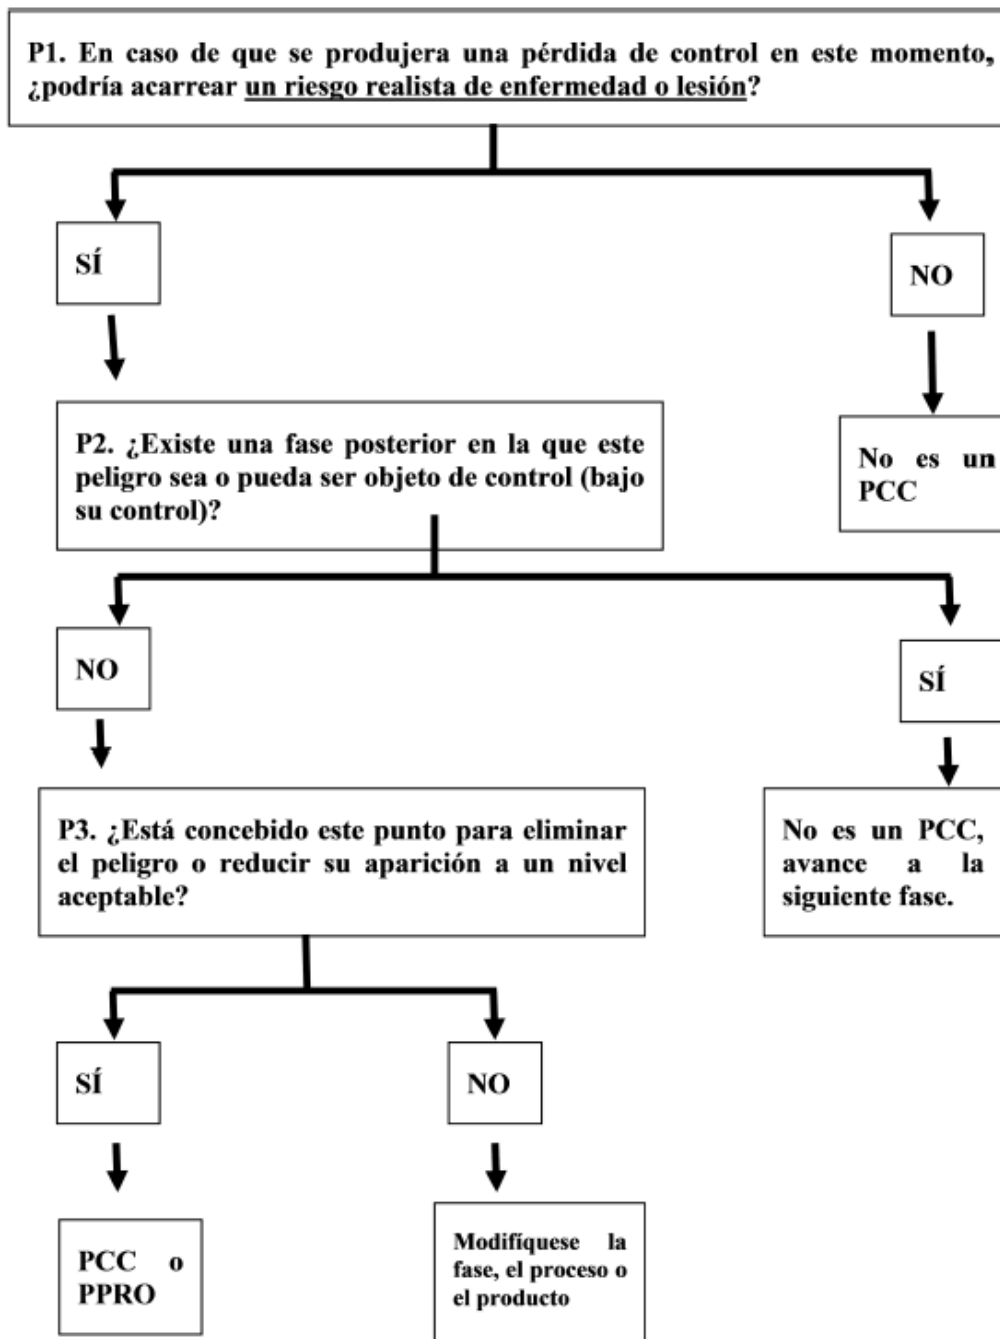 P1. En caso de que se produjera una pérdida de control en este momento,
¿podría acarrear un riesgo realista de enfermedad o lesión?
SÍ
NO
P2. ¿Existe una fase posterior en la que este
peligro sea o pueda ser objeto de control (bajo
su control)?
No es un
PCC
NO
SÍ
P3. ¿Está concebido este punto para eliminar
el peligro o reducir su aparición a un nivel
aceptable?
No es un PCC,
avance a la
siguiente fase.
SÍ
NO
PCC o
PPRO
Modifíquese la
fase, el proceso o
el producto